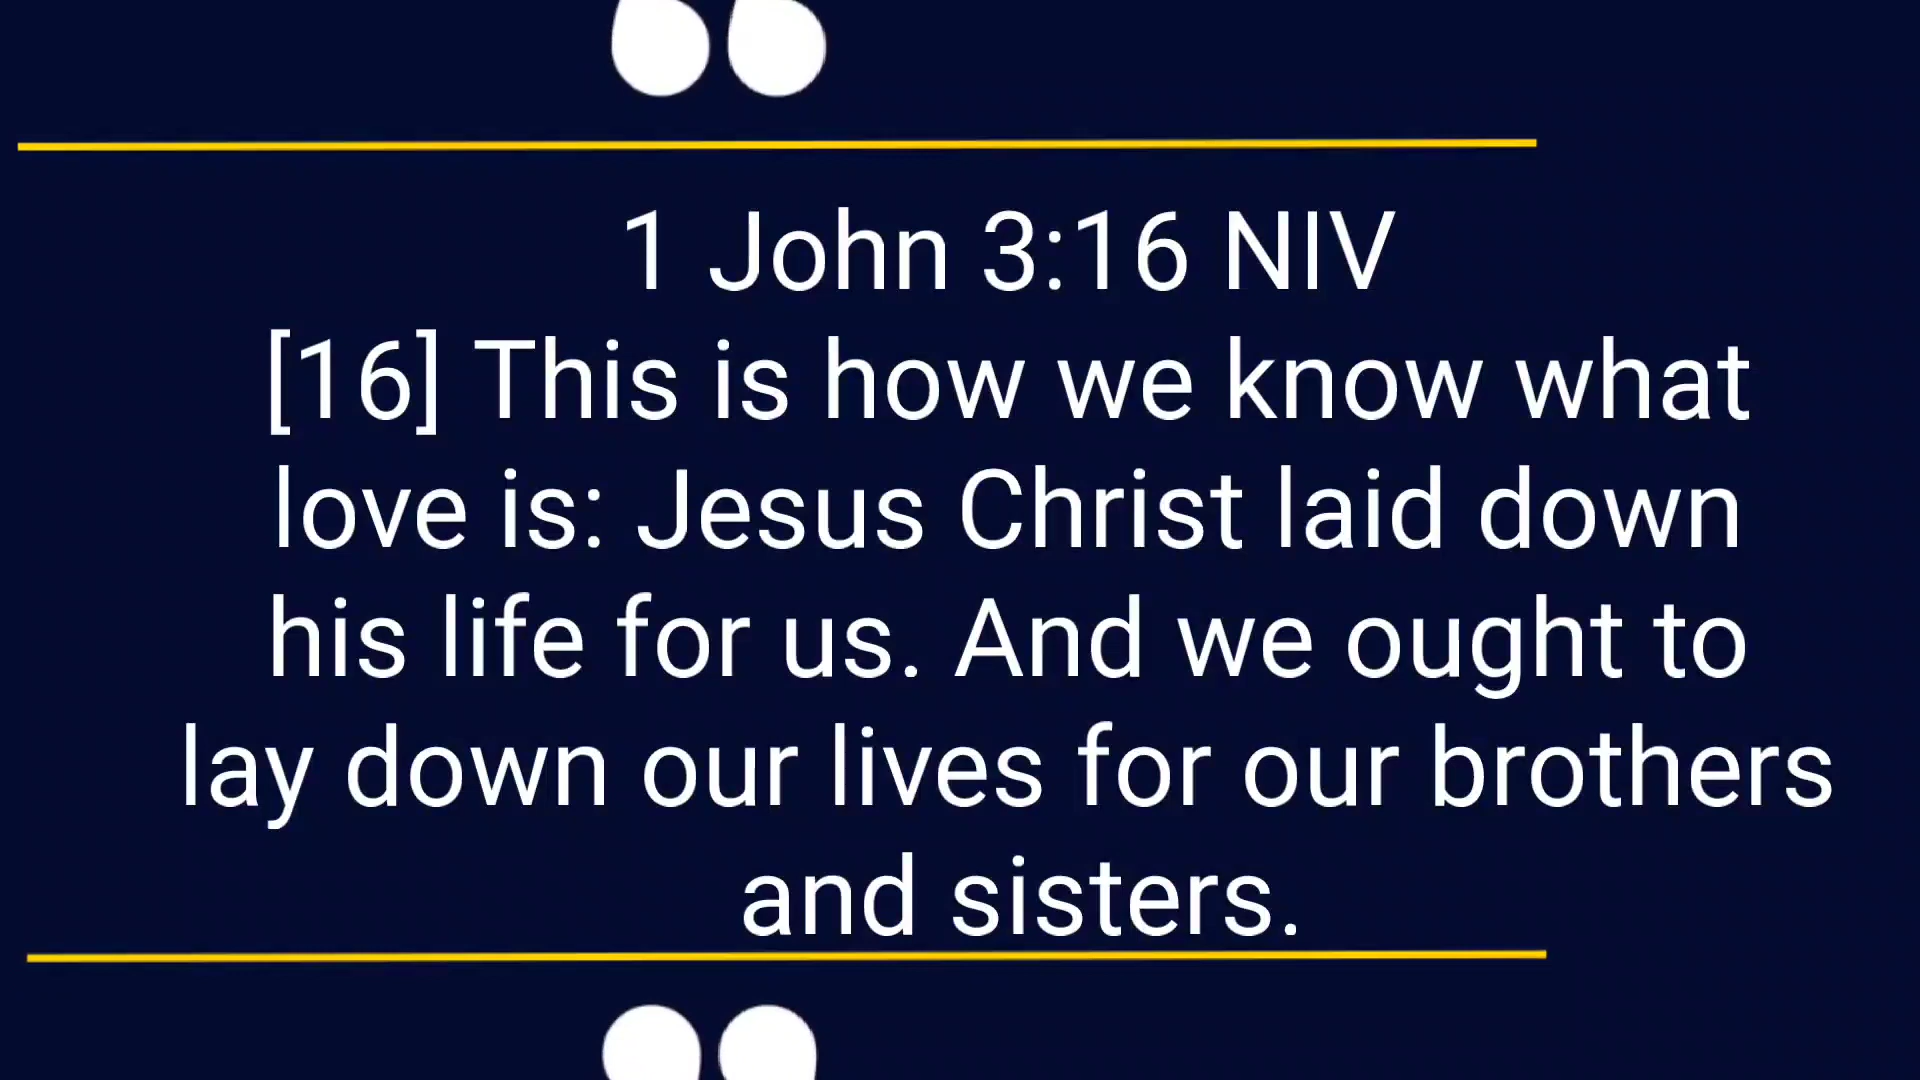 1 John 3:16 NIV
[16] This is how we know what
love is: Jesus Christ laid down
his life for us. And we ought to
lay down our lives for our brothers
and sisters.